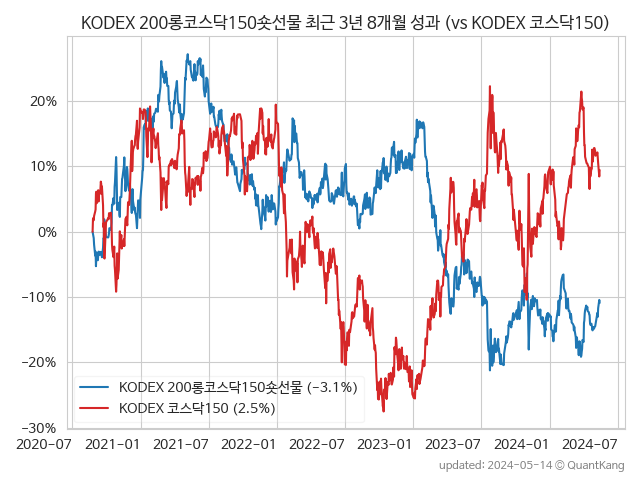 KODEX 200롱코스닥150숏선물 최근 3년 8개월 성과 (vs KODEX 코스닥150)
20%
10%
0%
−10%
−20%
−30%
KODEX 200롱코스닥150숏선물 (−3.1%)
KODEX 코스닥150 (2.5%)
2020-07 2021-01 2021-07 2022-01 2022-07 2023-01 2023-07 2024-01 2024-07
updated: 2024-05-14 © QuantKang